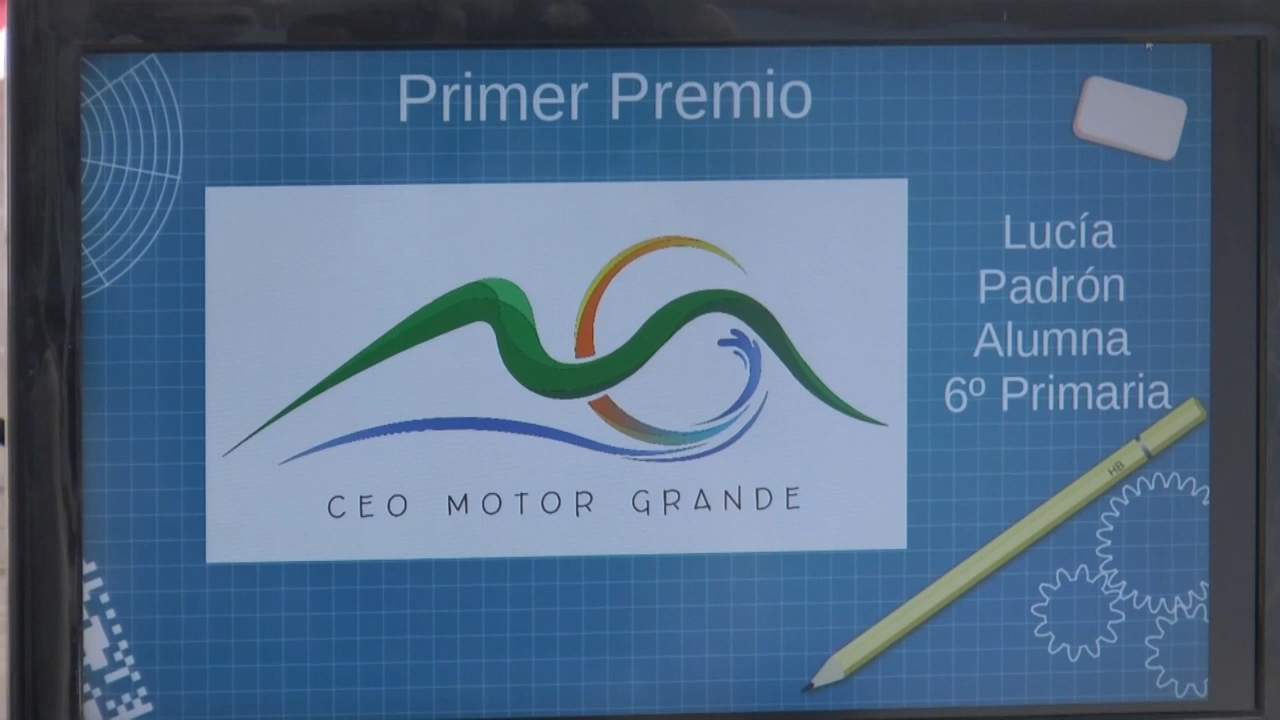 Primer Premio
Lucía
Padrón
Alumna
6º Primaria
CEO MOTOR GRANDE
HB